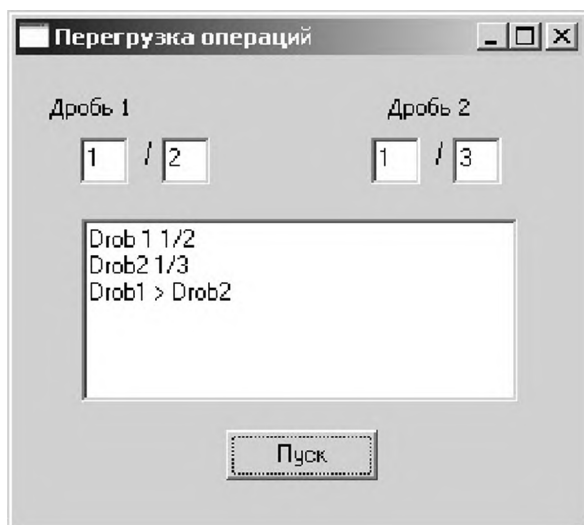 Перегрузка операций
Дробь 1 Дробь 2
1 / 2 1 / 3
Drob 1 1/2
Drob2 1/3
Drob1 > Drob2
Пуск